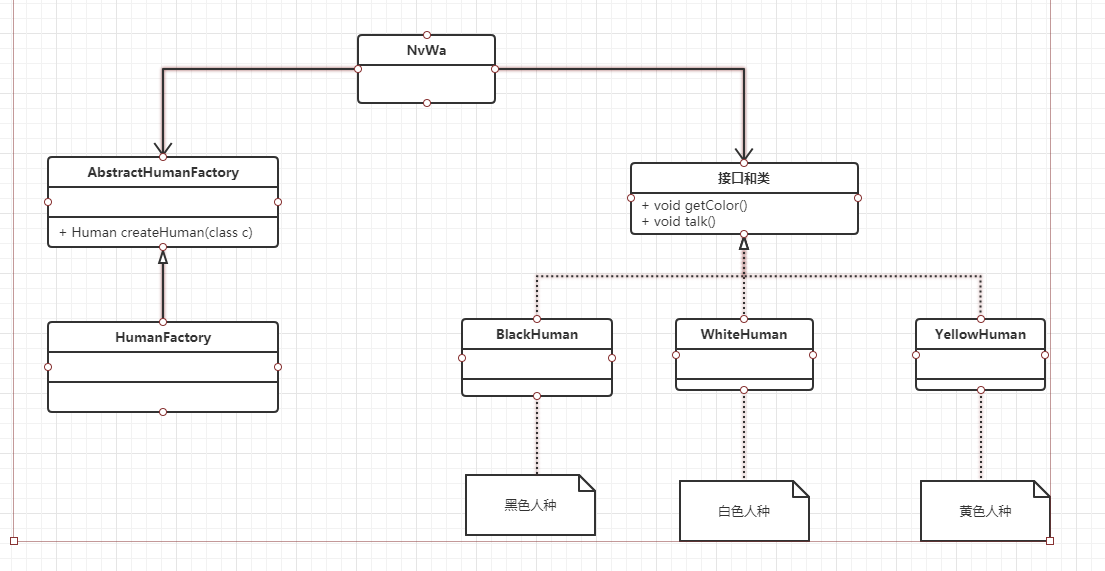 NvWa
AbstractHumanFactory
+ Human createHuman(class c)
接口和类
+ void getColor()
+ void talk()
HumanFactory
BlackHuman
WhiteHuman
YellowHuman
黑色人种
白色人种
黄色人种